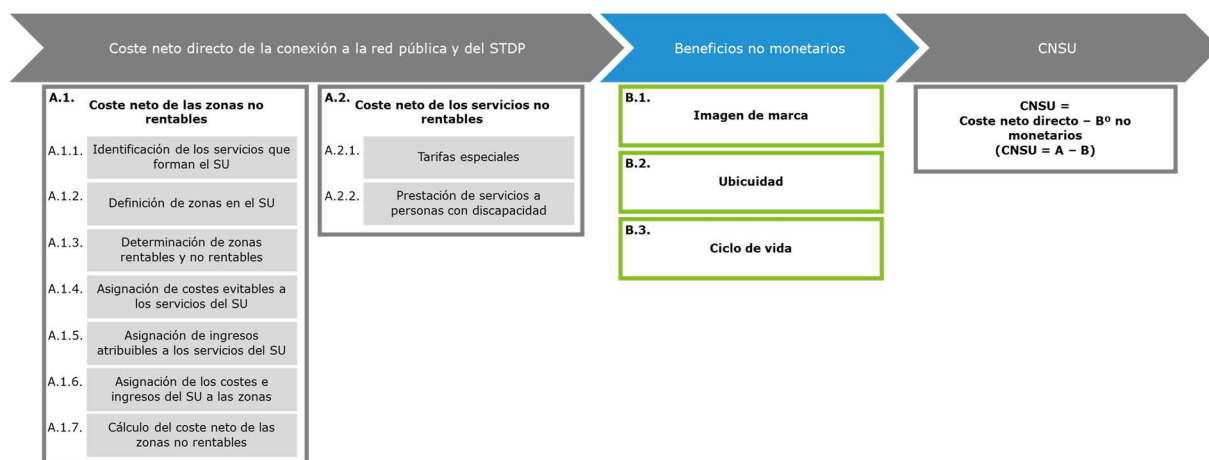 Coste neto directo de la conexión a la red pública y del STDP
Beneficios no monetarios
CNSU
A.1.
Coste neto de las zonas no
rentables
A.1.1.
Identificación de los servicios que
forman el SU
A.1.2.
Definición de zonas en el SU
A.1.3.
Determinación de zonas
rentables y no rentables
A.1.4.
Asignación de costes evitables a
los servicios del SU
A.1.5.
Asignación de ingresos
atribuibles a los servicios del SU
A.1.6.
Asignación de los costes e
ingresos del SU a las zonas
A.1.7.
Cálculo del coste neto de las
zonas no rentables
A.2.
Coste neto de los servicios no
rentables
A.2.1.
Tarifas especiales
A.2.2.
Prestación de servicios a
personas con discapacidad
B.1.
Imagen de marca
B.2.
Ubicuidad
B.3.
Ciclo de vida
CNSU =
Coste neto directo – Bº no
monetarios
(CNSU = A – B)